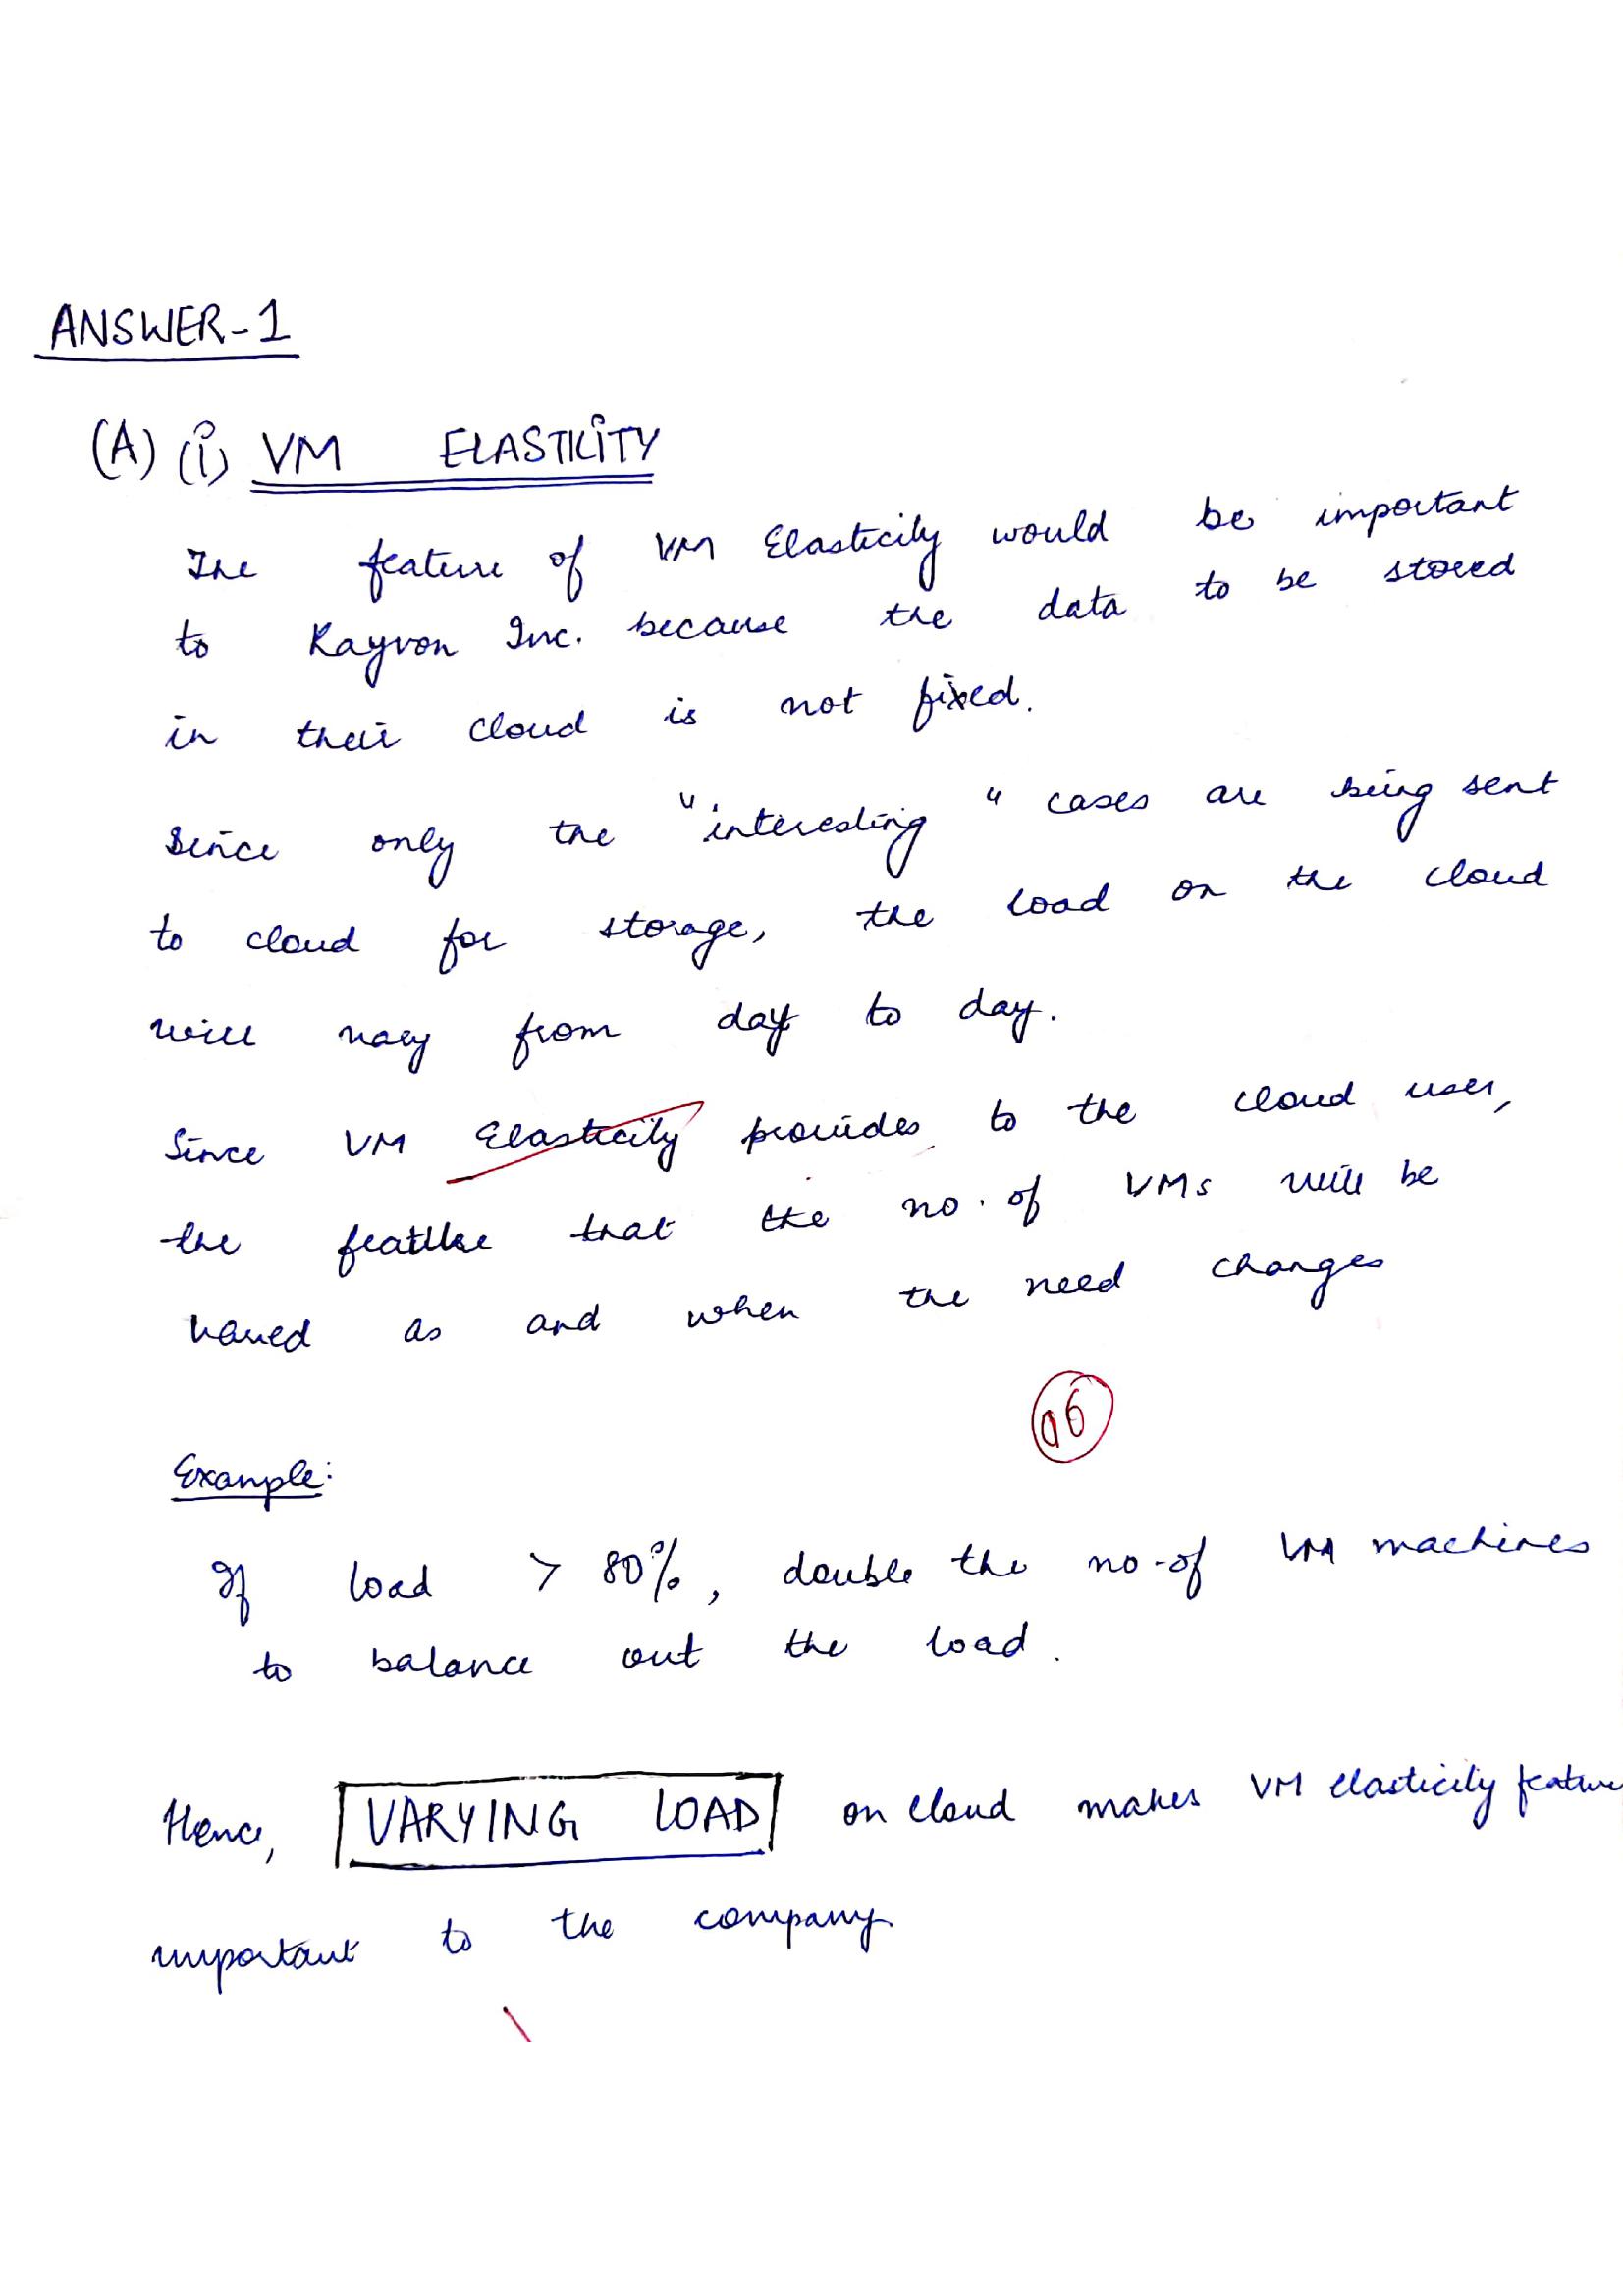 ANSWER-1
(A) (i) VM ELASTICITY
The feature of VM Elasticity would be important
to Rayvon Inc. because the data to be stored
in their cloud is not fixed.
Since only the "interesting" cases are being sent
to cloud for storage, the load on the cloud
will vary from day to day.
Since VM Elasticity provides to the cloud user,
the feature that the no. of VMs will be
varied as and when the need changes
06
Example:
If load > 80%, double the no-of VM machines
to balance out the load.
Hence, VARYING LOAD on cloud makes VM elasticity feature
important to the company